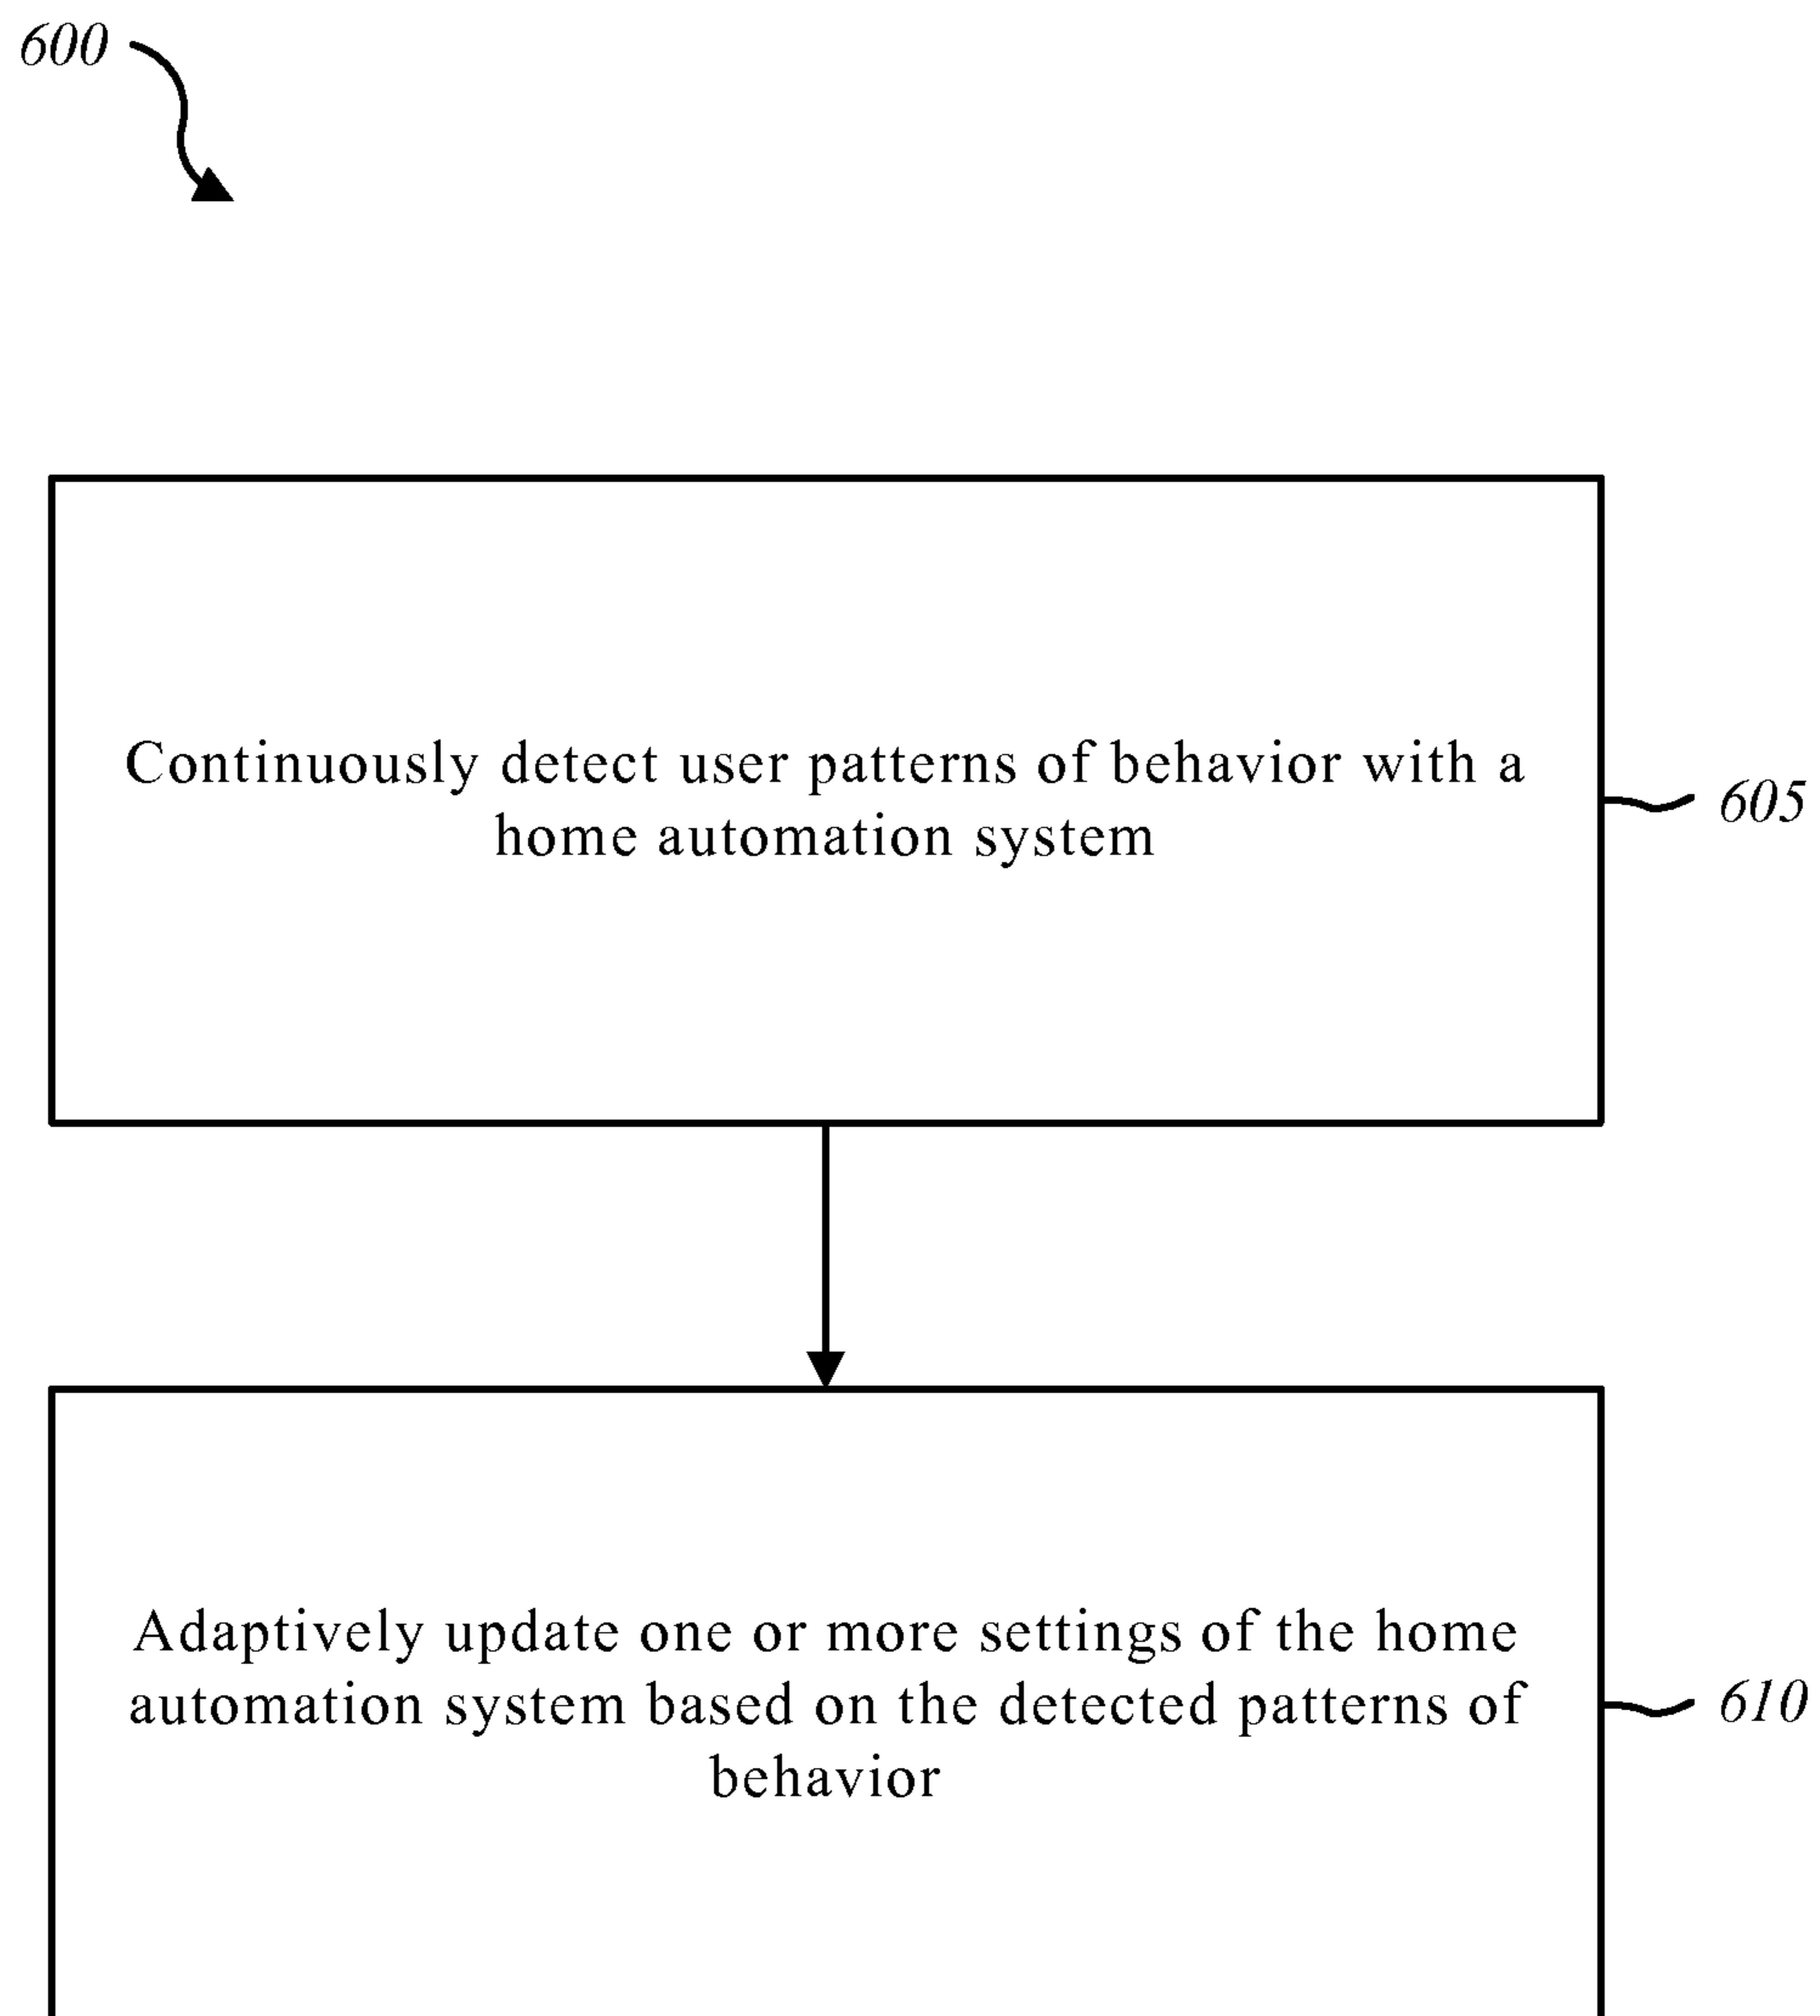 600
Continuously detect user patterns of behavior with a
home automation system
605
Adaptively update one or more settings of the home
automation system based on the detected patterns of
behavior
610